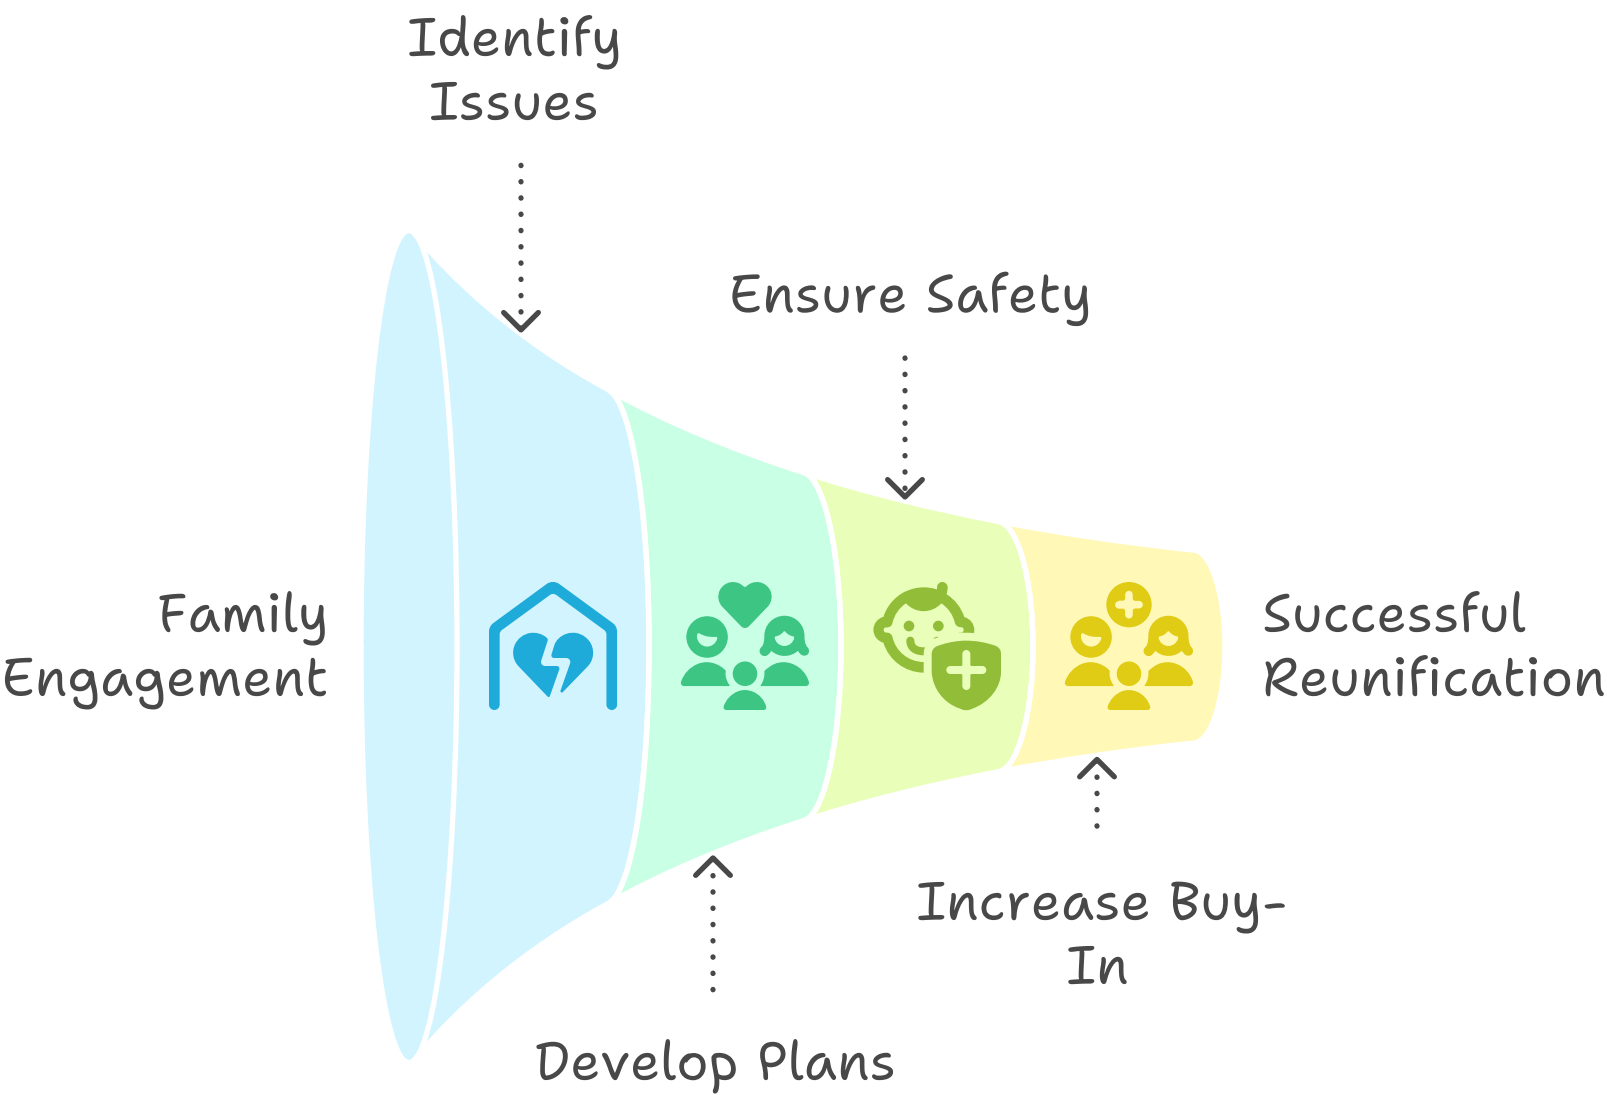 Identify
Issues
Ensure Safety
Family
Engagement
Successful
Reunification
Increase Buy-
In
Develop Plans